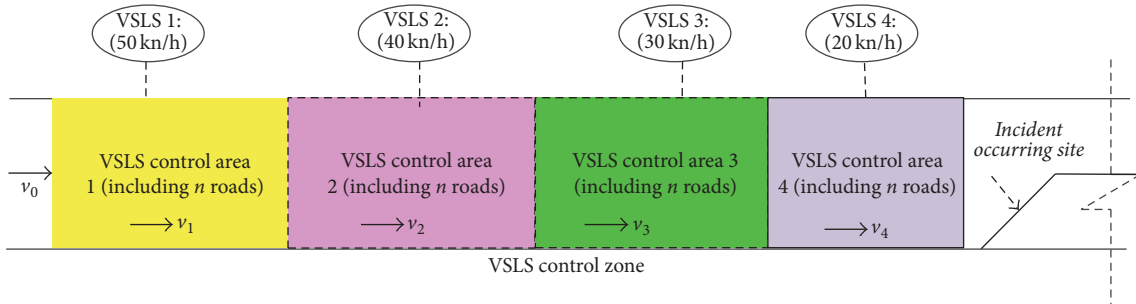 VSLS 1:
(50 kn/h)
VSLS 2:
(40 kn/h)
VSLS 3:
(30 kn/h)
VSLS 4:
(20 kn/h)
v0
VSLS control area
1 (including n roads)
v1
VSLS control area
2 (including n roads)
v2
VSLS control area 3
(including n roads)
v3
VSLS control area
4 (including n roads)
v4
Incident
occurring site
VSLS control zone